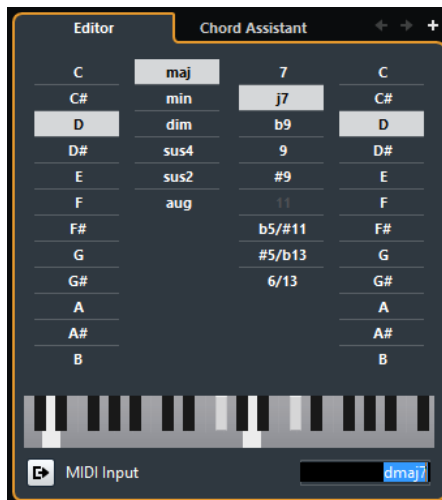 Editor Chord Assistant
C maj 7 C
C# min j7 C#
D dim b9 D
D# sus4 9 D#
E sus2 #9 E
F aug 11 F
F# b5/#11 F#
G #5/b13 G
G# 6/13 G#
A A
A# A#
B B
MIDI Input dmaj7